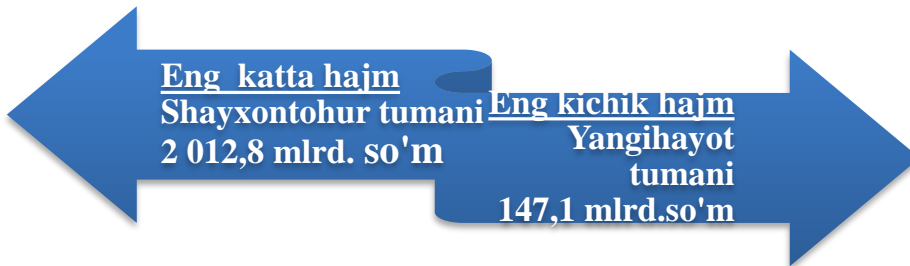 Eng katta hajm
Shayxontohur tumani
2 012,8 mlrd. so'm
Eng kichik hajm
Yangihayot
tumani
147,1 mlrd.so'm